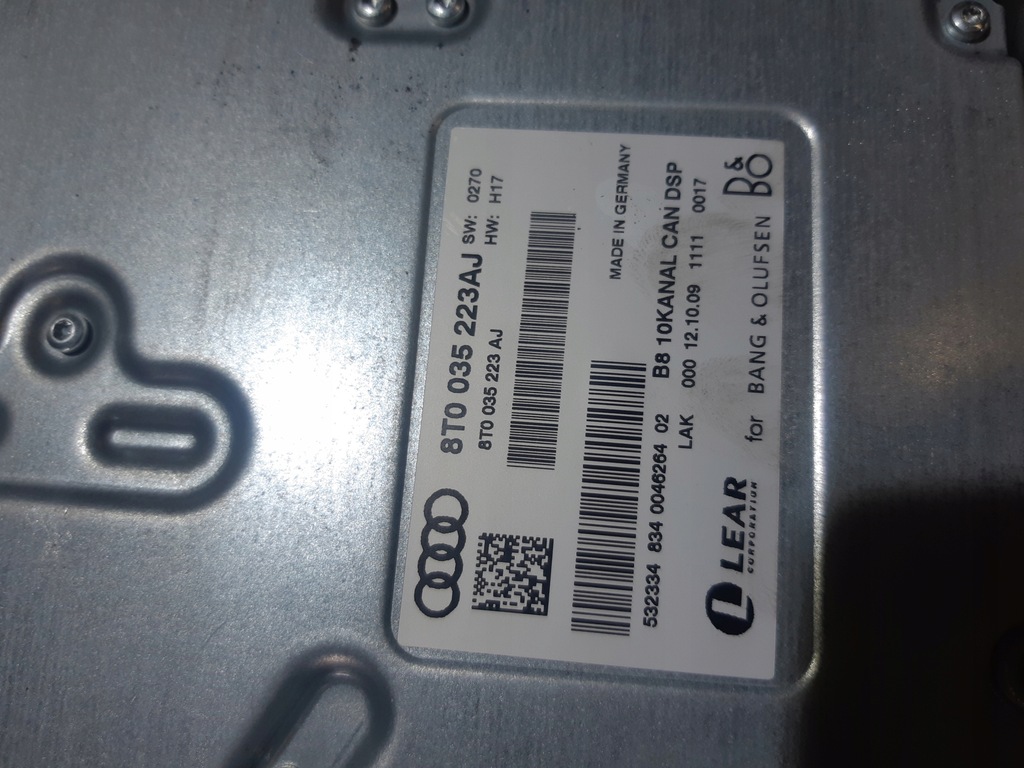 8T0 035 223AJ SW: 0270
8T0 035 223 AJ HW: H17
MADE IN GERMANY
532334 834 0046264 02 B8 10KANAL CAN DSP
LAK 000 12.10.09 1111 0017
LEAR
CORPORATION
for BANG & OLUFSEN B&O